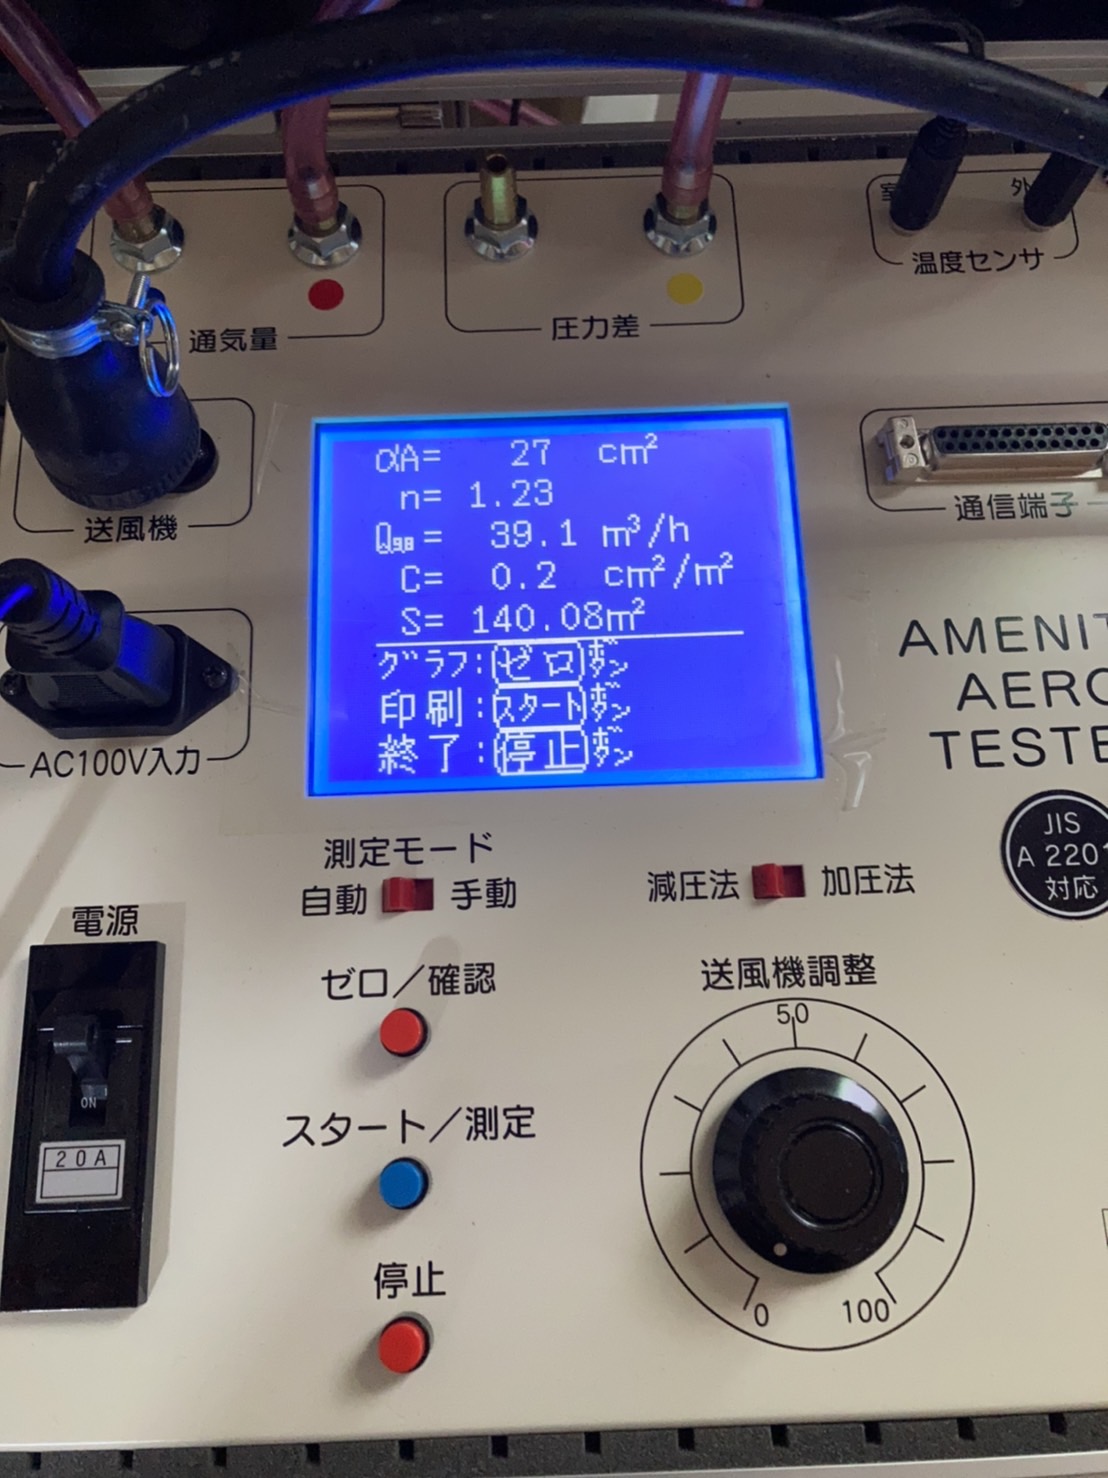 外
温度センサ
通気量
圧力差
送風機
通信端子
αA= 27 cm²
n= 1.23
Q9.8= 39.1 m³/h
C= 0.2 cm²/m²
S= 140.08m²
グラフ:ゼロボタン
印刷:スタートボタン
終了:停止ボタン
AC100V入力
AMENIT
AERO
TESTE
JIS
A 2201
対応
測定モード
自動 手動
減圧法 加圧法
電源
ON
20A
ゼロ/確認
スタート/測定
停止
送風機調整
50
0
100